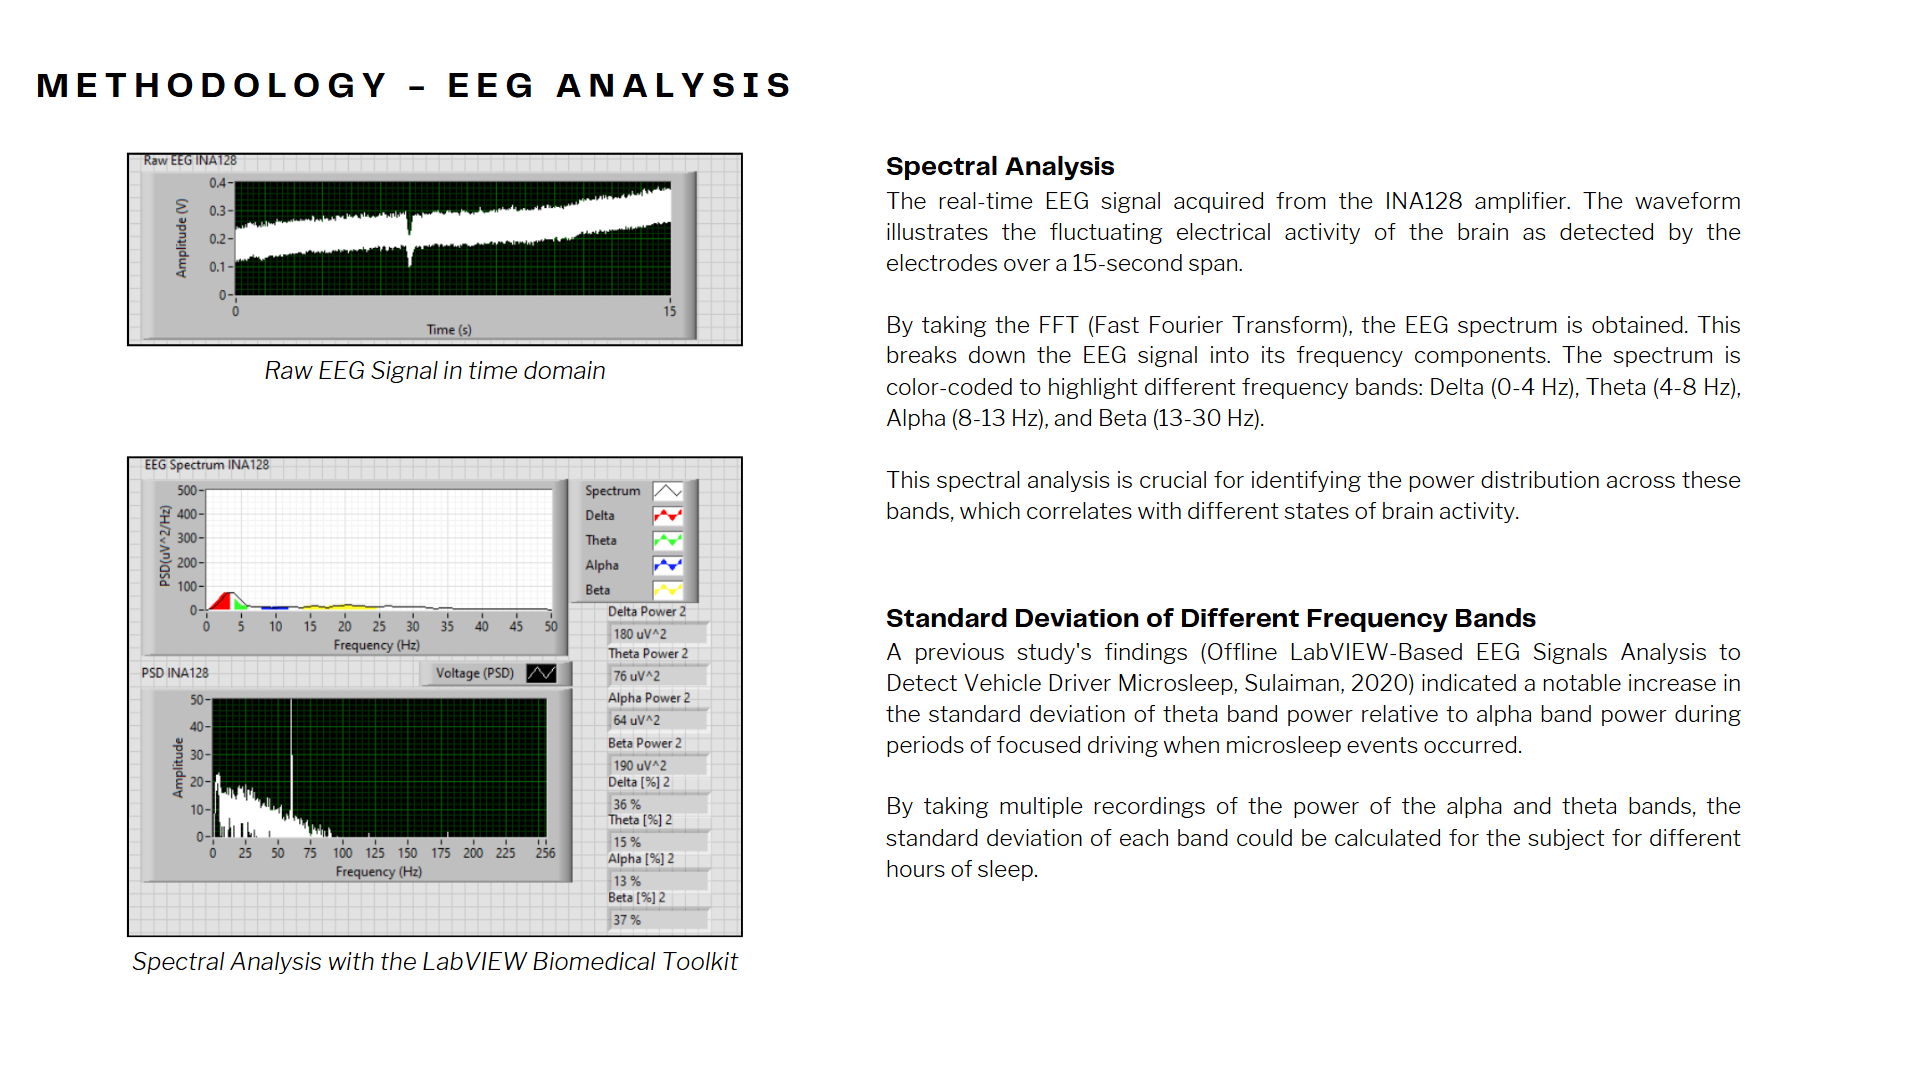 METHODOLOGY – EEG ANALYSIS
Raw EEG INA128
Amplitude (V)
0.4
0.3
0.2
0.1
0
0
15
Time (s)
Raw EEG Signal in time domain
EEG Spectrum INA128
PSD(uV^2/Hz)
500
400
300
200
100
0
0 5 10 15 20 25 30 35 40 45 50
Frequency (Hz)
Spectrum
Delta
Theta
Alpha
Beta
PSD INA128
Voltage (PSD)
Amplitude
50
40
30
20
10
0
0 25 50 75 100 125 150 175 200 225 256
Frequency (Hz)
Delta Power 2
180 uV^2
Theta Power 2
76 uV^2
Alpha Power 2
64 uV^2
Beta Power 2
190 uV^2
Delta [%] 2
36 %
Theta [%] 2
15 %
Alpha [%] 2
13 %
Beta [%] 2
37 %
Spectral Analysis with the LabVIEW Biomedical Toolkit
Spectral Analysis
The real-time EEG signal acquired from the INA128 amplifier. The waveform
illustrates the fluctuating electrical activity of the brain as detected by the
electrodes over a 15-second span.
By taking the FFT (Fast Fourier Transform), the EEG spectrum is obtained. This
breaks down the EEG signal into its frequency components. The spectrum is
color-coded to highlight different frequency bands: Delta (0-4 Hz), Theta (4-8 Hz),
Alpha (8-13 Hz), and Beta (13-30 Hz).
This spectral analysis is crucial for identifying the power distribution across these
bands, which correlates with different states of brain activity.
Standard Deviation of Different Frequency Bands
A previous study's findings (Offline LabVIEW-Based EEG Signals Analysis to
Detect Vehicle Driver Microsleep, Sulaiman, 2020) indicated a notable increase in
the standard deviation of theta band power relative to alpha band power during
periods of focused driving when microsleep events occurred.
By taking multiple recordings of the power of the alpha and theta bands, the
standard deviation of each band could be calculated for the subject for different
hours of sleep.